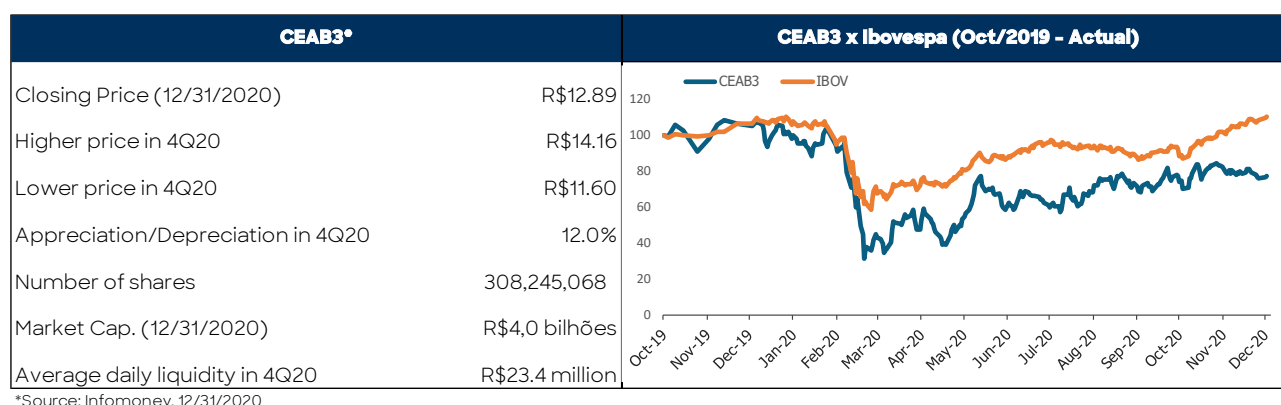 CEAB3*
CEAB3 x Ibovespa (Oct/2019 - Actual)
Closing Price (12/31/2020) R$12.89
Higher price in 4Q20 R$14.16
Lower price in 4Q20 R$11.60
Appreciation/Depreciation in 4Q20 12.0%
Number of shares 308,245,068
Market Cap. (12/31/2020) R$4,0 bilhões
Average daily liquidity in 4Q20 R$23.4 million
*Source: Infomoney, 12/31/2020
CEAB3 IBOV
120
100
80
60
40
20
0
Oct-19 Nov-19 Dec-19 Jan-20 Feb-20 Mar-20 Apr-20 May-20 Jun-20 Jul-20 Aug-20 Sep-20 Oct-20 Nov-20 Dec-20